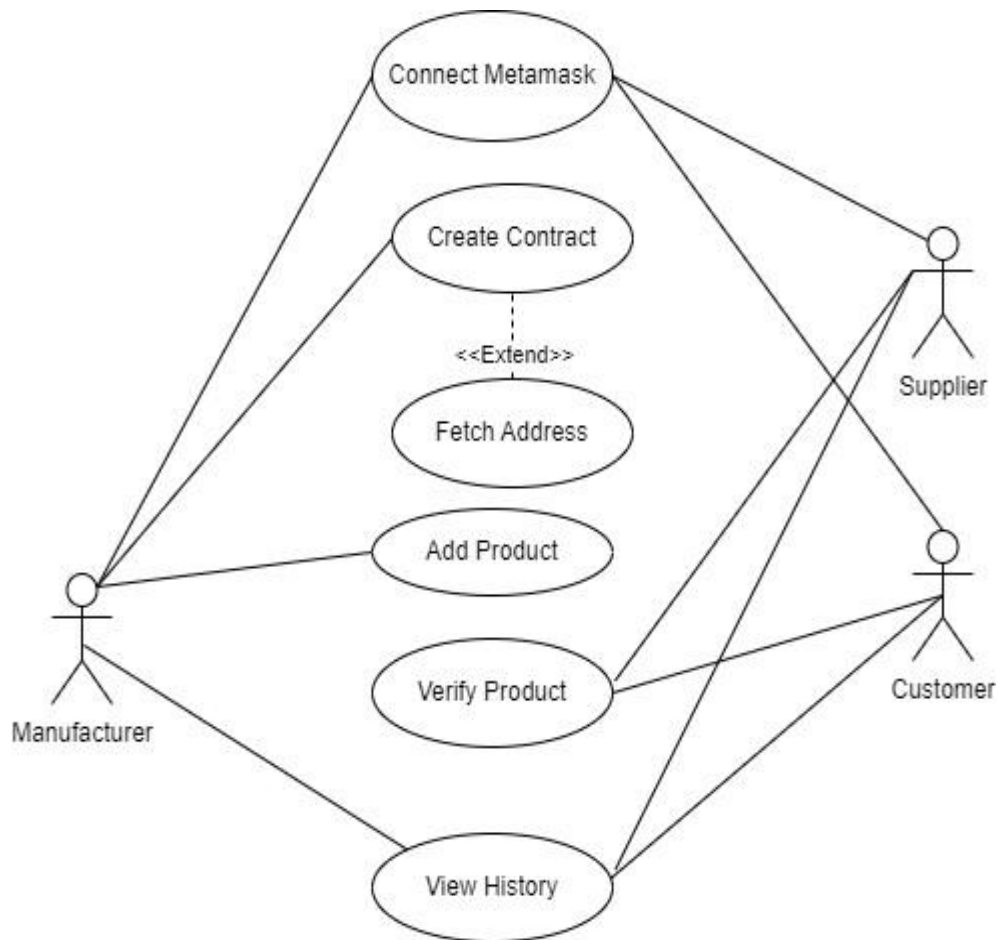 Connect Metamask
Create Contract
<<Extend>>
Supplier
Fetch Address
Add Product
Verify Product
Customer
Manufacturer
View History